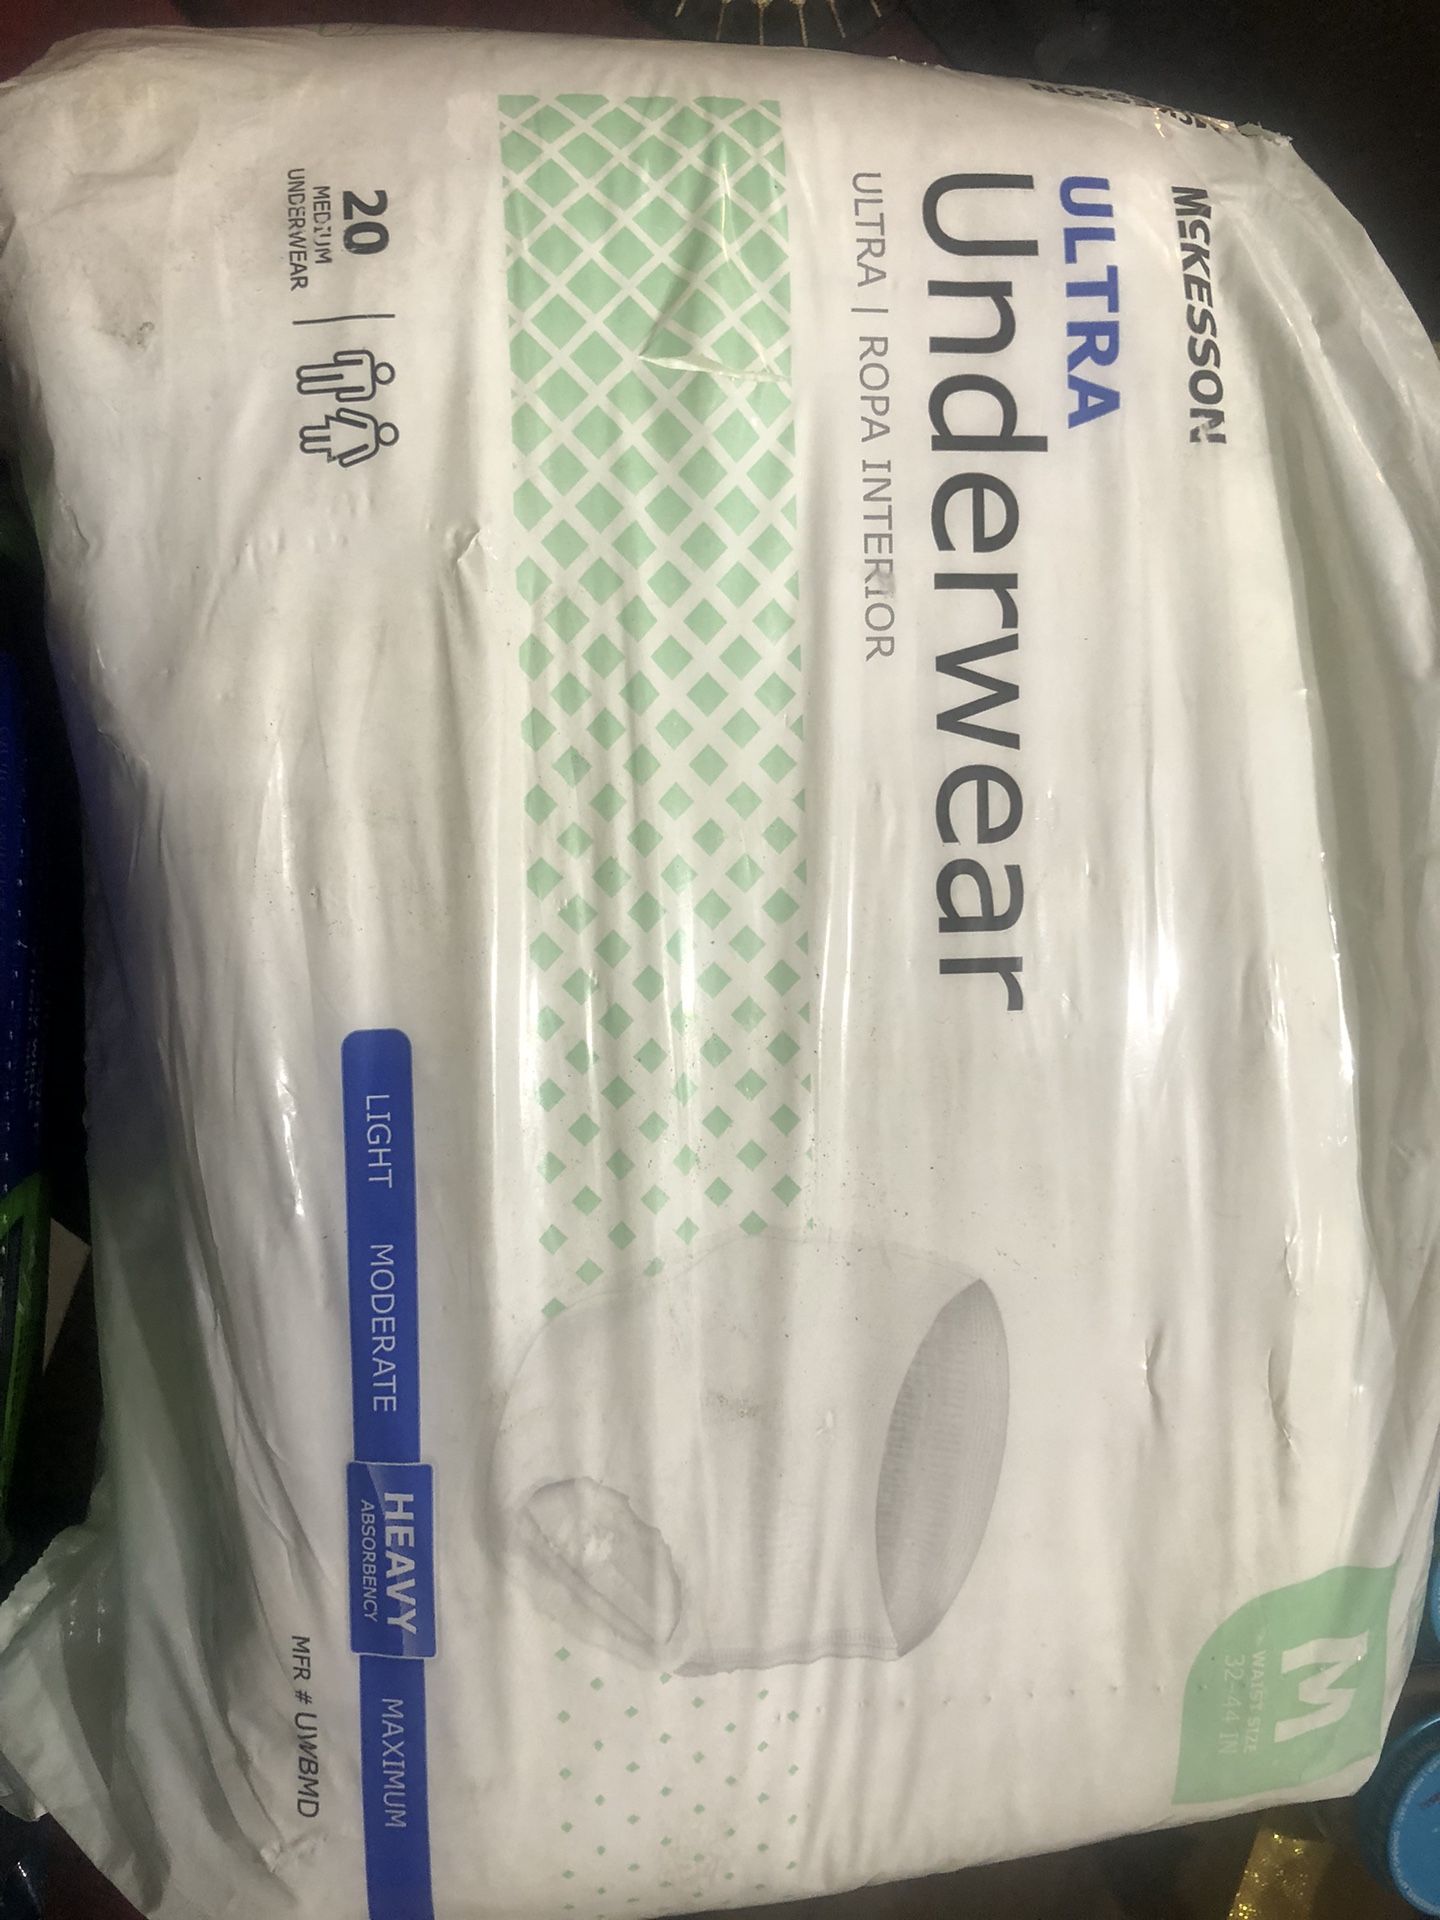 McKESSON
ULTRA
Underwear
ULTRA | ROPA INTERIOR
M
WAIST SIZE
32-44 IN
20
MEDIUM
UNDERWEAR
LIGHT MODERATE HEAVY MAXIMUM
ABSORBENCY
MFR # UWBMD